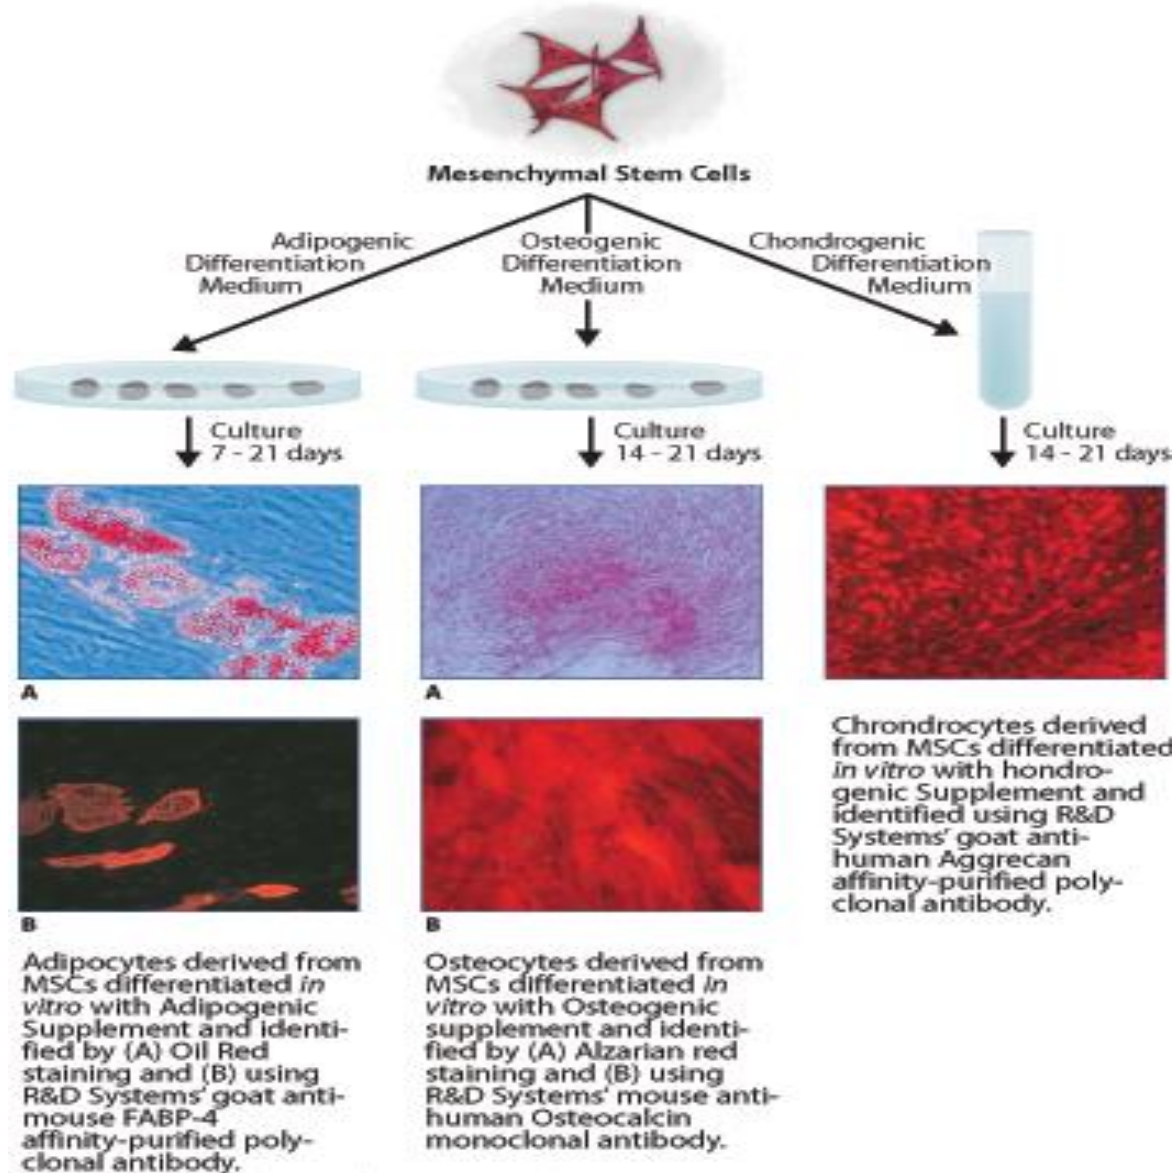 Mesenchymal Stem Cells
Adipogenic
Differentiation
Medium
Osteogenic
Differentiation
Medium
Chondrogenic
Differentiation
Medium
Culture
7 - 21 days
Culture
14 - 21 days
Culture
14 - 21 days
A
B
Adipocytes derived from
MSCs differentiated in
vitro with Adipogenic
Supplement and identi-
fied by (A) Oil Red
staining and (B) using
R&D Systems' goat anti-
mouse FABP-4
affinity-purified poly-
clonal antibody.
A
B
Osteocytes derived from
MSCs differentiated in
vitro with Osteogenic
supplement and identi-
fied by (A) Alzarian red
staining and (B) using
R&D Systems' mouse anti-
human Osteocalcin
monoclonal antibody.
Chrondrocytes derived
from MSCs differentiated
in vitro with hondro-
genic Supplement and
identified using R&D
Systems' goat anti-
human Aggrecan
affinity-purified poly-
clonal antibody.